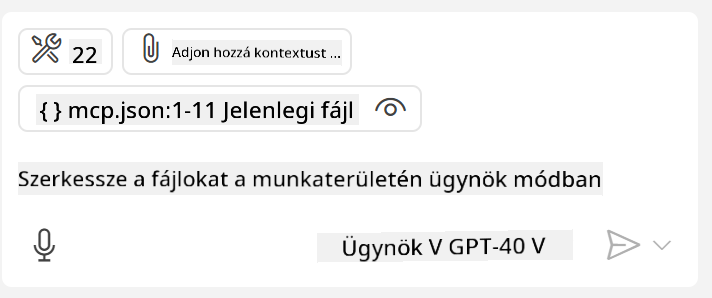 22
Adjon hozzá kontextust ...
{ } mcp.json:1-11 Jelenlegi fájl
Szerkessze a fájlokat a munkaterületén ügynök módban
Ügynök V GPT-40 V